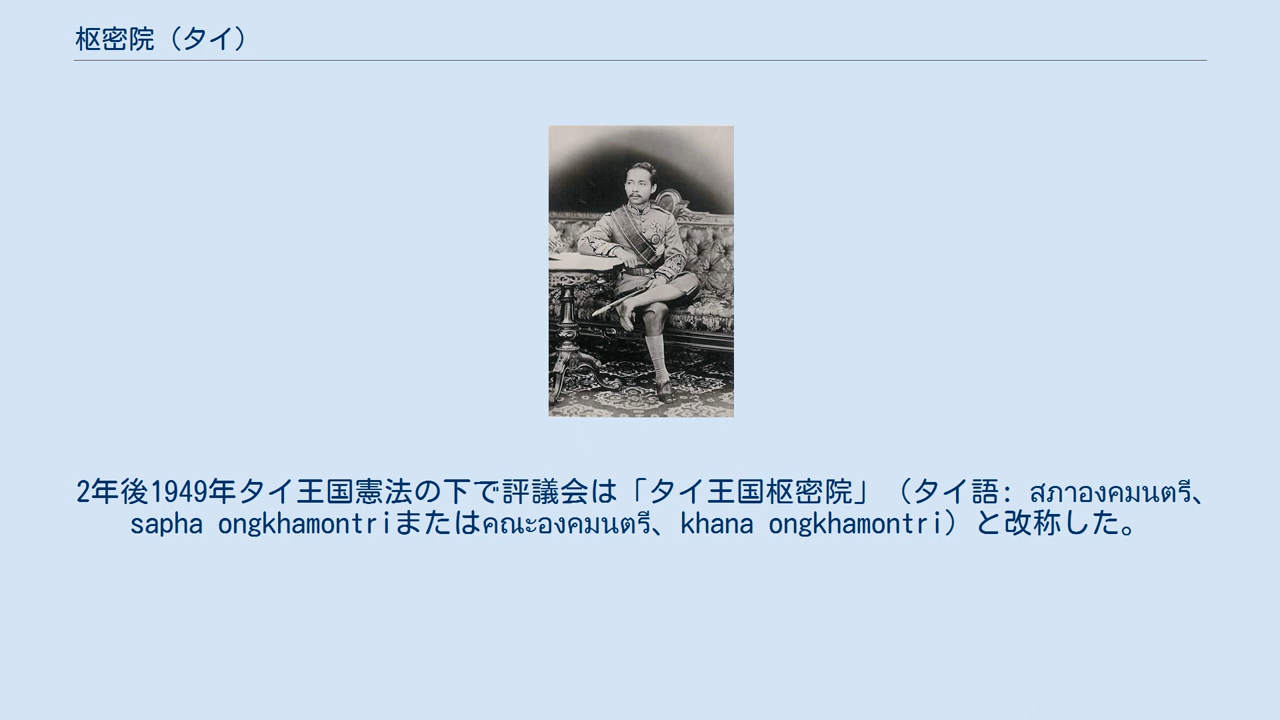 枢密院（タイ）
2年後1949年タイ王国憲法の下で評議会は「タイ王国枢密院」（タイ語: สภาองคมนตรี、
sapha ongkhamontriまたはคณะองคมนตรี、khana ongkhamontri）と改称した。